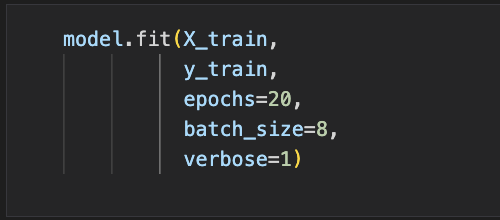 model.fit(X_train,
y_train,
epochs=20,
batch_size=8,
verbose=1)